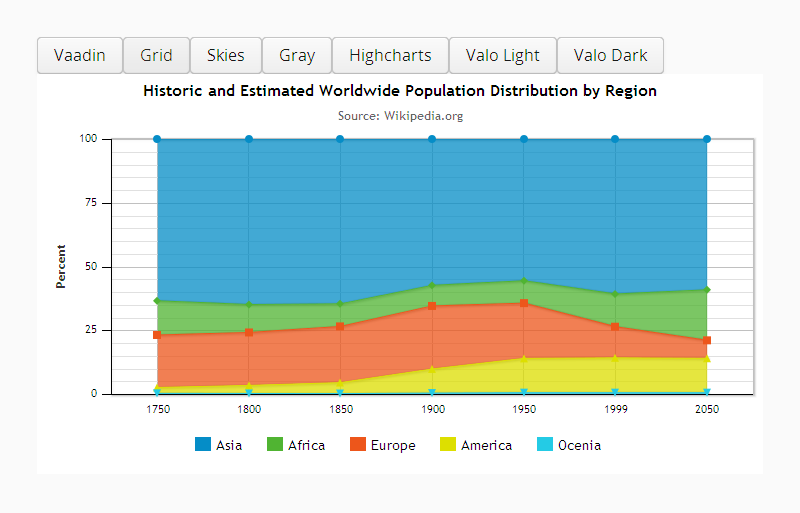 Vaadin Grid Skies Gray Highcharts Valo Light Valo Dark
Historic and Estimated Worldwide Population Distribution by Region
Source: Wikipedia.org
Percent
100
75
50
25
0
1750 1800 1850 1900 1950 1999 2050
Asia Africa Europe America Ocenia